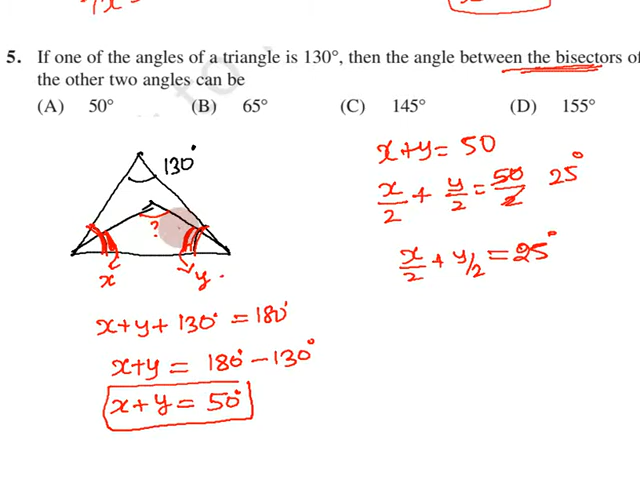 5. If one of the angles of a triangle is 130°, then the angle between the bisectors of
the other two angles can be
(A) 50° (B) 65° (C) 145° (D) 155°
130°
?
x y
x+y+130° = 180°
x+y = 180° - 130°
x+y = 50°
x+y = 50
x/2 + y/2 = 50/2 25°
x/2 + y/2 = 25°